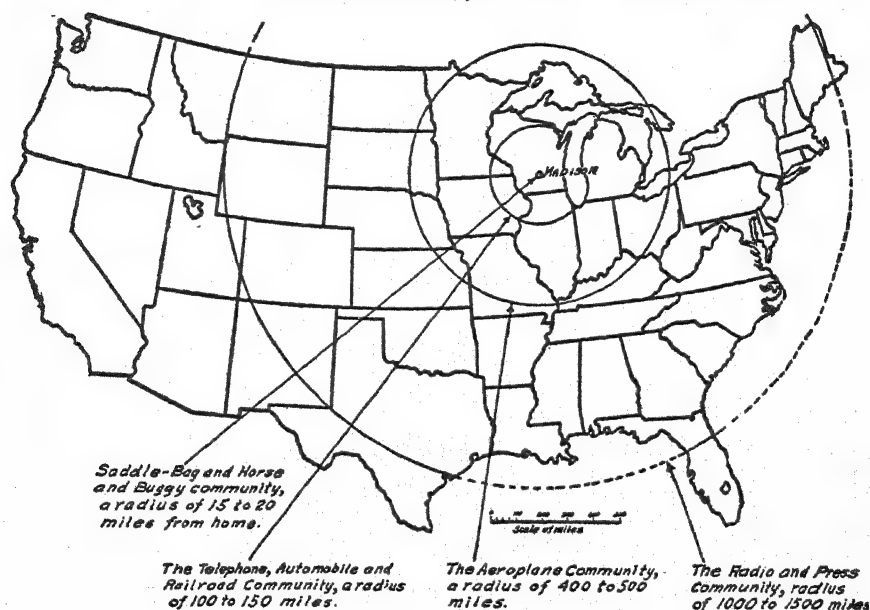 MADISON
Saddle-Bag and Horse
and Buggy community,
a radius of 15 to 20
miles from home.
Scale of miles
The Telephone, Automobile and
Railroad Community, a radius
of 100 to 150 miles.
The Aeroplane Community,
a radius of 400 to 500
miles.
The Radio and Press
Community, radius
of 1000 to 1500 miles